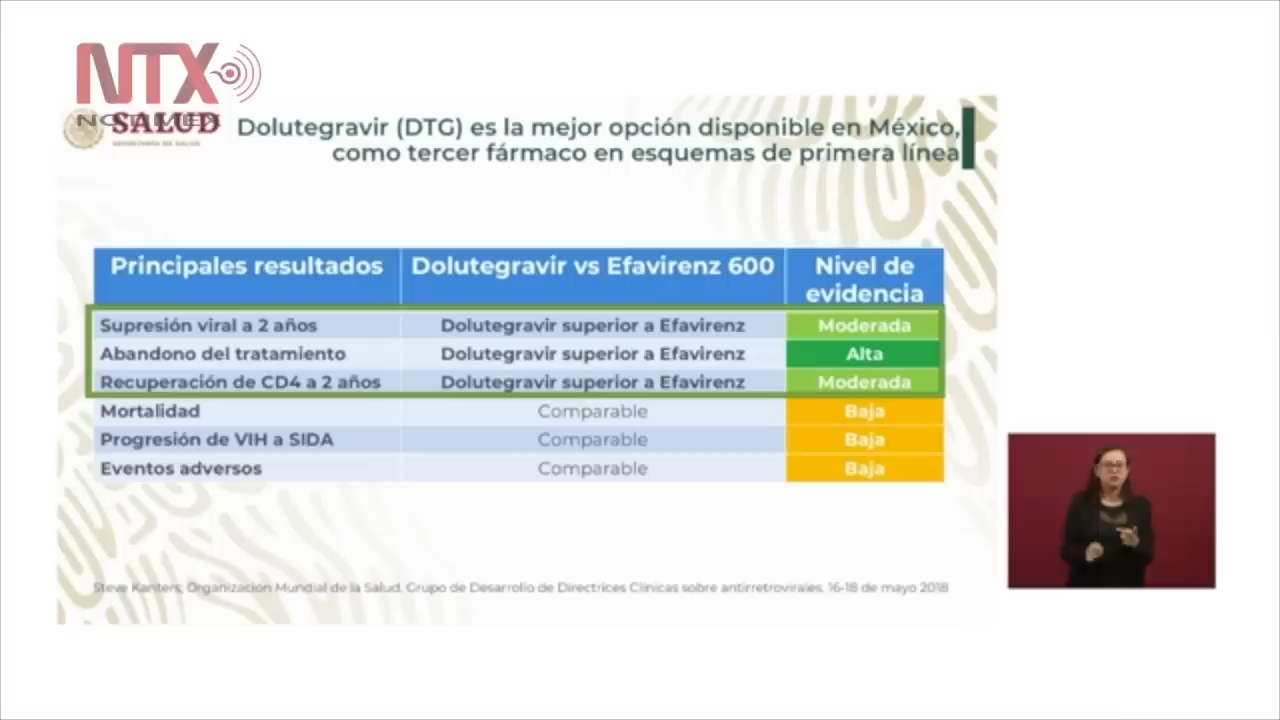 NTX
NOTIMEX
SALUD
SECRETARÍA DE SALUD
Dolutegravir (DTG) es la mejor opción disponible en México,
como tercer fármaco en esquemas de primera línea
Principales resultados Dolutegravir vs Efavirenz 600 Nivel de
evidencia
Supresión viral a 2 años Dolutegravir superior a Efavirenz Moderada
Abandono del tratamiento Dolutegravir superior a Efavirenz Alta
Recuperación de CD4 a 2 años Dolutegravir superior a Efavirenz Moderada
Mortalidad Comparable Baja
Progresión de VIH a SIDA Comparable Baja
Eventos adversos Comparable Baja
Steve Kanters, Organización Mundial de la Salud. Grupo de Desarrollo de Directrices Clínicas sobre antirretrovirales. 16-18 de mayo 2018